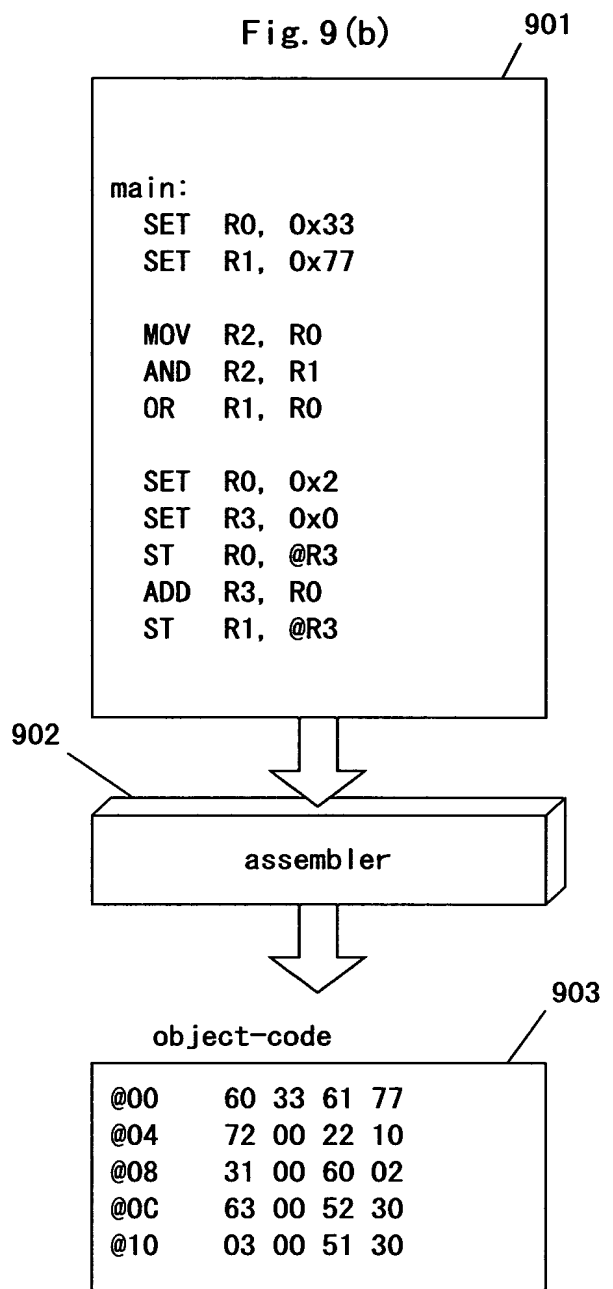 Fig. 9(b)
901
main:
SET R0, 0x33
SET R1, 0x77
MOV R2, R0
AND R2, R1
OR R1, R0
SET R0, 0x2
SET R3, 0x0
ST R0, @R3
ADD R3, R0
ST R1, @R3
902
assembler
903
object-code
@00 60 33 61 77
@04 72 00 22 10
@08 31 00 60 02
@0C 63 00 52 30
@10 03 00 51 30